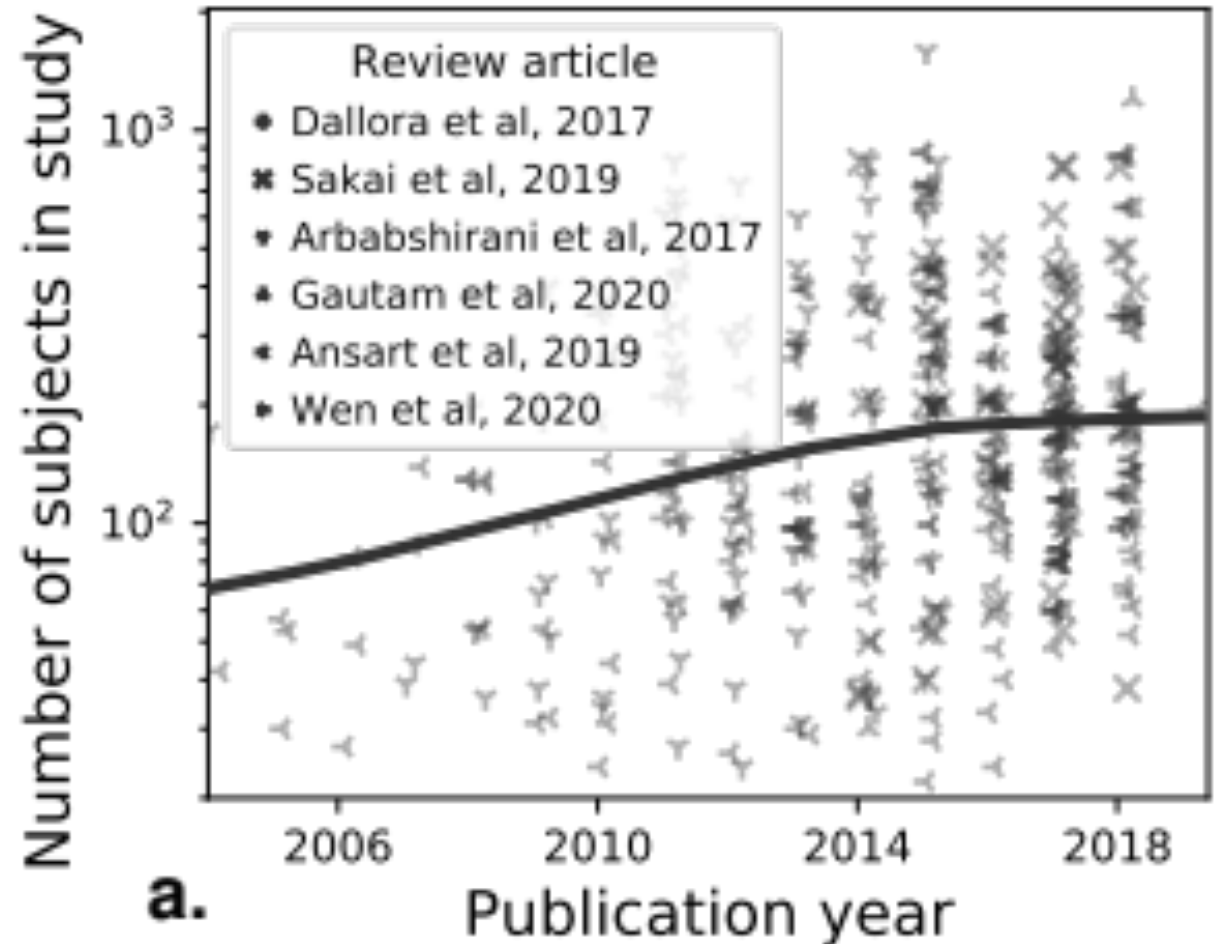 Number of subjects in study
10³
10²
Review article
Dallora et al, 2017
Sakai et al, 2019
Arbabshirani et al, 2017
Gautam et al, 2020
Ansart et al, 2019
Wen et al, 2020
2006 2010 2014 2018
a.
Publication year